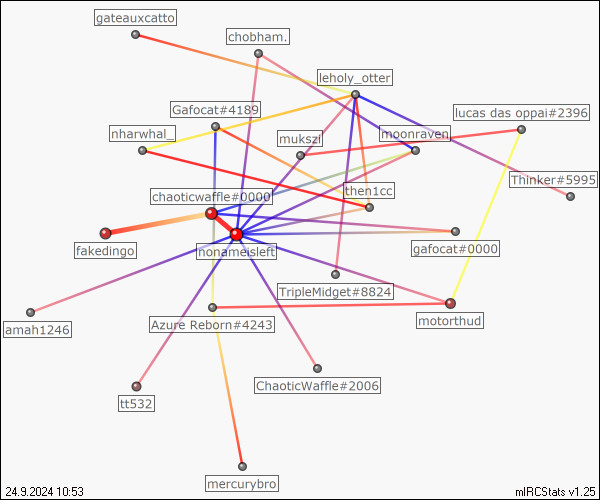 gateauxcatto
chobham.
leholy_otter
Gafocat#4189
lucas das oppai#2396
nharwhal_
mukszi
moonraven
Thinker#5995
chaoticwaffle#0000
then1cc
fakedingo
nonameisleft
gafocat#0000
TripleMidget#8824
amah1246
Azure Reborn#4243
motorthud
ChaoticWaffle#2006
tt532
mercurybro
24.9.2024 10:53
mIRCStats v1.25